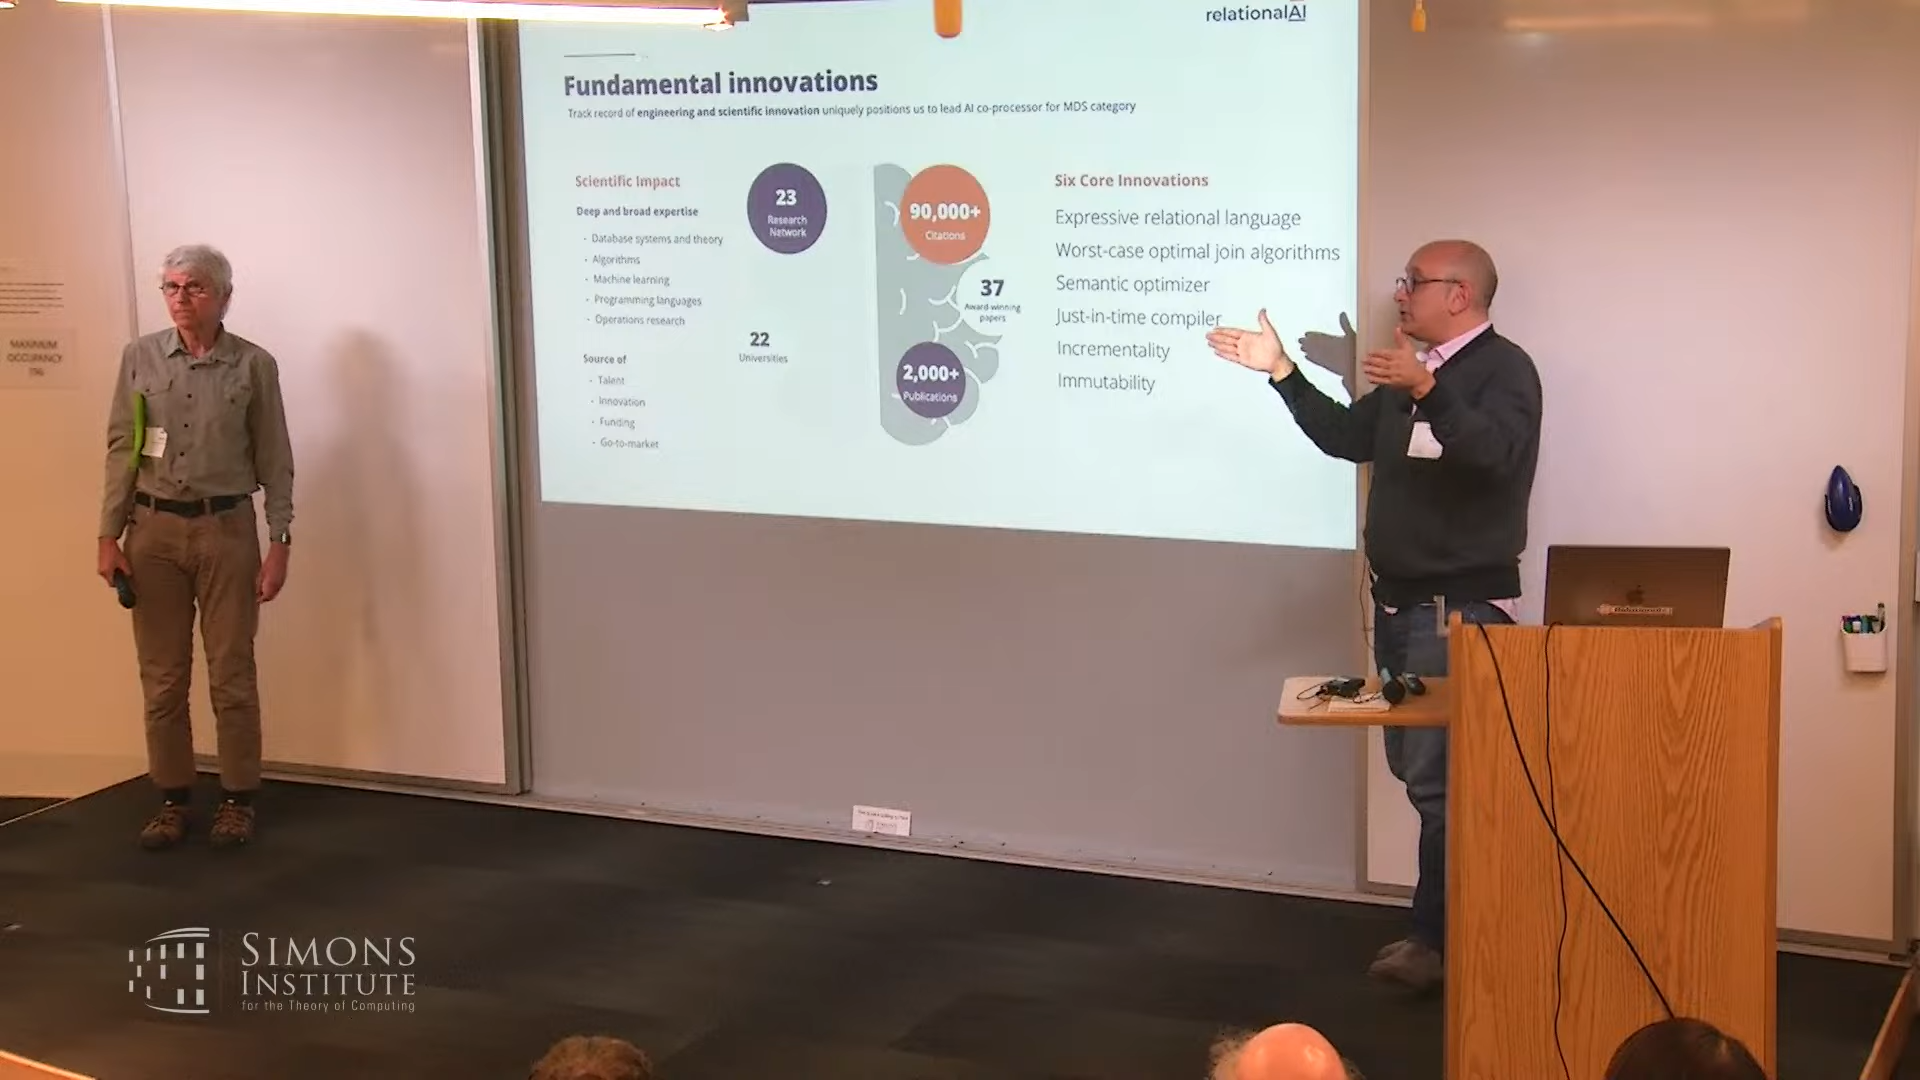 relationalAI
Fundamental innovations
Track record of engineering and scientific innovation uniquely positions us to lead AI co-processor for MDS category
Scientific Impact
Deep and broad expertise
- Database systems and theory
- Algorithms
- Machine learning
- Programming languages
- Operations research
Source of
- Talent
- Innovation
- Funding
- Go-to-market
23
Research
Network
22
Universities
90,000+
Citations
37
Award-winning
papers
2,000+
Publications
Six Core Innovations
Expressive relational language
Worst-case optimal join algorithms
Semantic optimizer
Just-in-time compiler
Incrementality
Immutability
MAXIMUM
OCCUPANCY
SIMONS
INSTITUTE
for the Theory of Computing